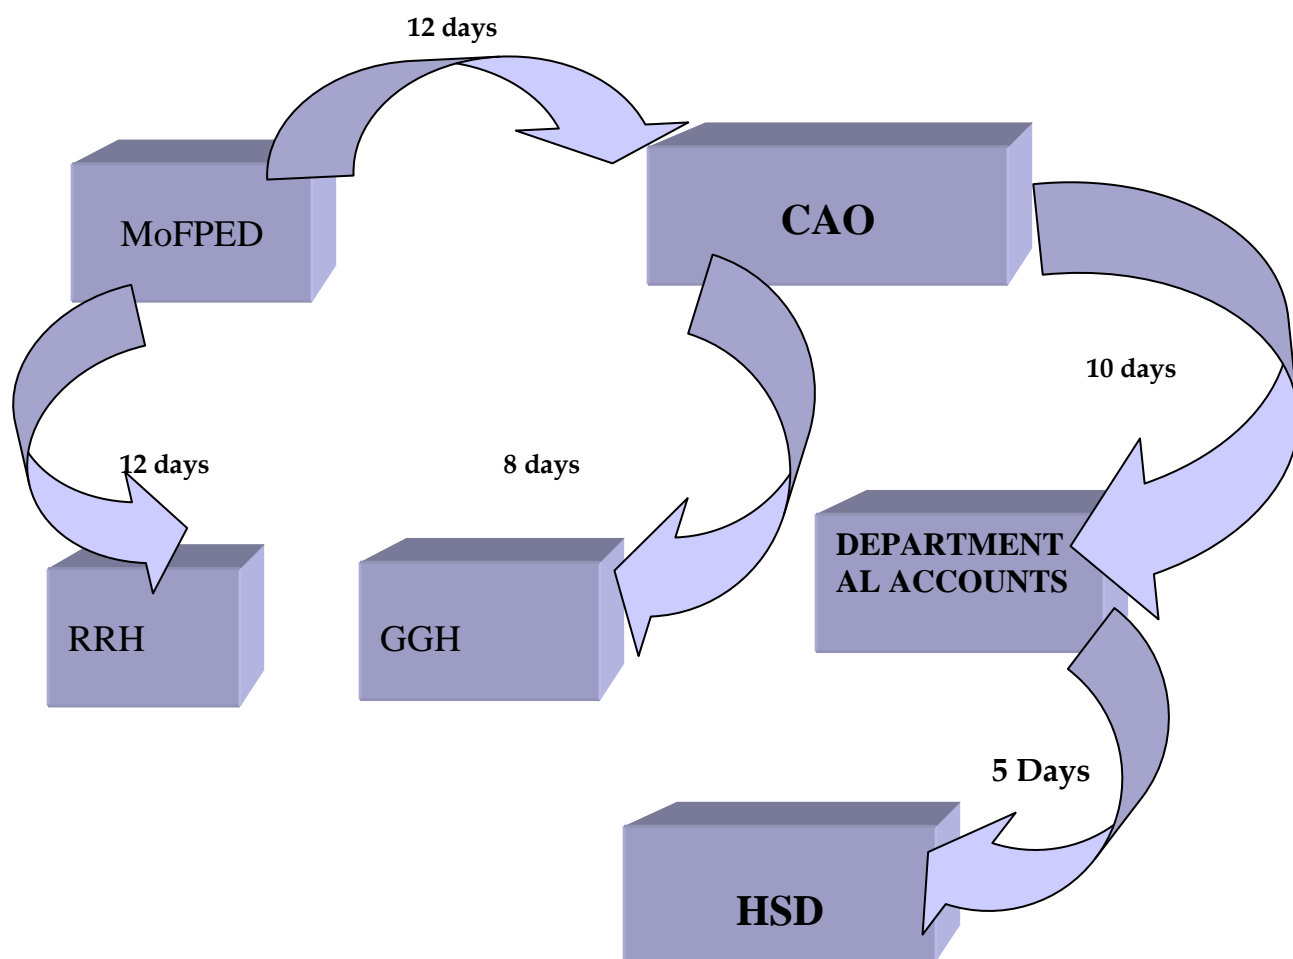 12 days
MoFPED
CAO
10 days
12 days
8 days
DEPARTMENT
AL ACCOUNTS
RRH
GGH
5 Days
HSD